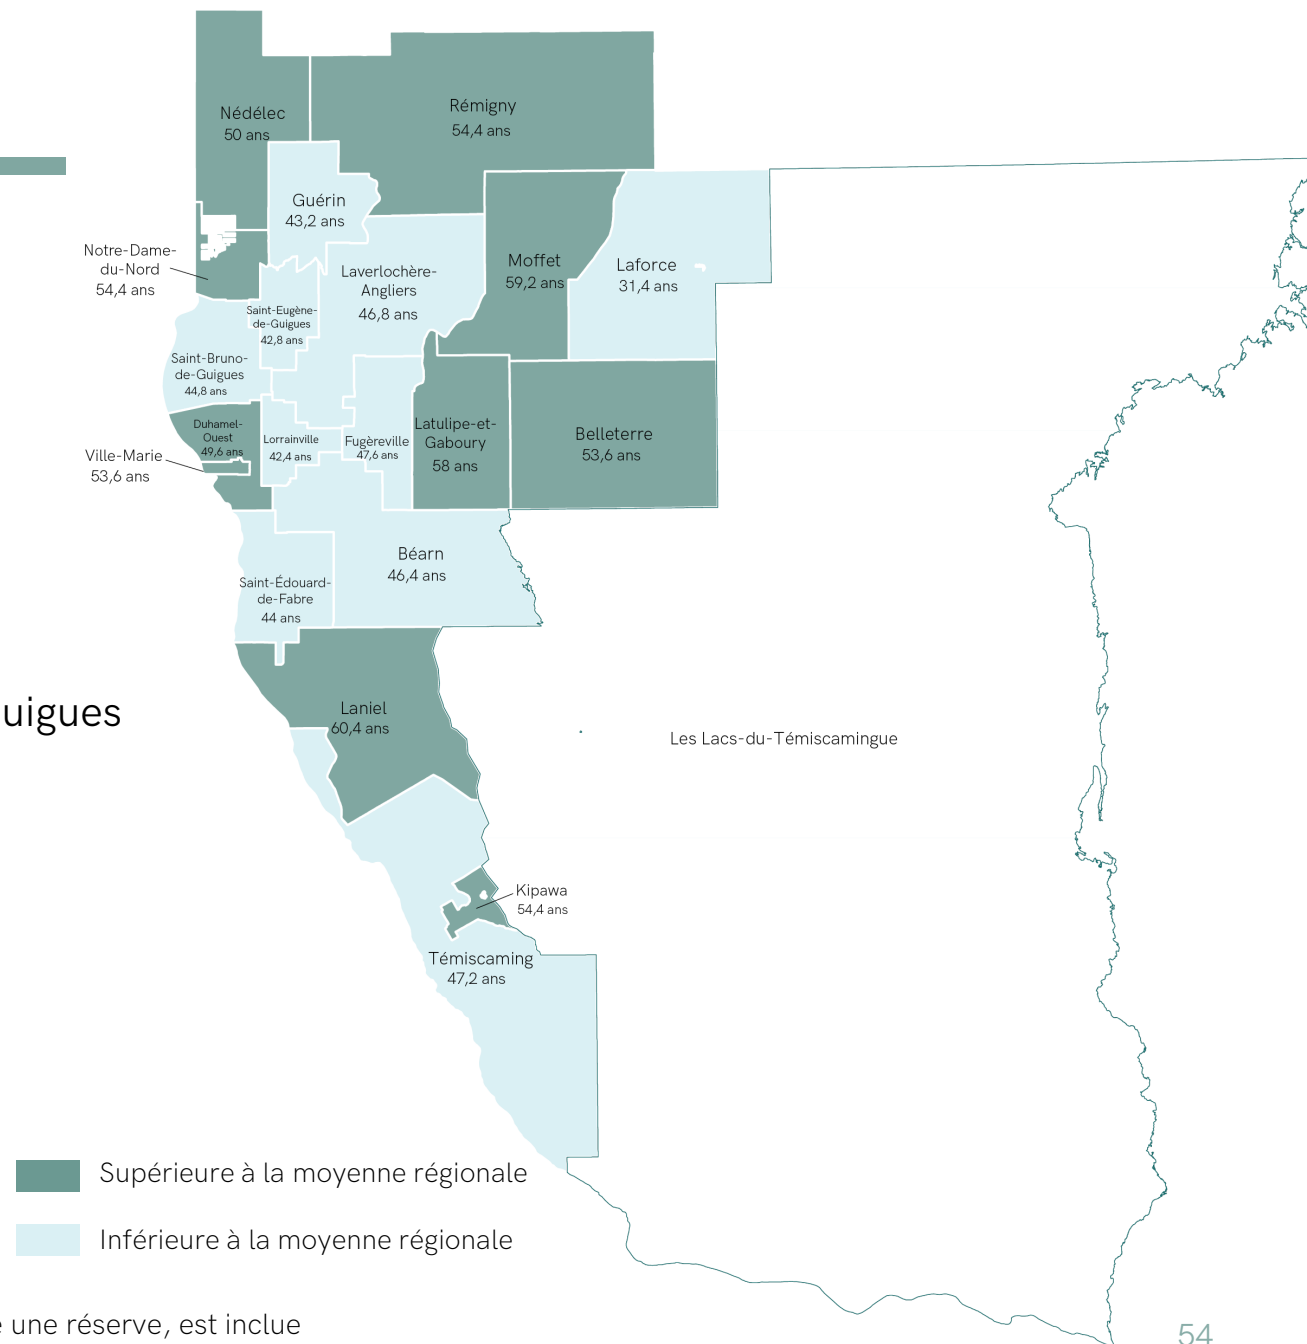 Nédélec
50 ans
Rémigny
54,4 ans
Guérin
43,2 ans
Notre-Dame-
du-Nord
54,4 ans
Laverlochère-
Angliers
46,8 ans
Moffet
59,2 ans
Laforce
31,4 ans
Saint-Eugène-
de-Guigues
42,8 ans
Saint-Bruno-
de-Guigues
44,8 ans
Duhamel-
Ouest
49,6 ans
Ville-Marie
53,6 ans
Lorrainville
42,4 ans
Fugèreville
47,6 ans
Latulipe-et-
Gaboury
58 ans
Belleterre
53,6 ans
Béarn
46,4 ans
Saint-Édouard-
de-Fabre
44 ans
uigues
Laniel
60,4 ans
Les Lacs-du-Témiscamingue
Kipawa
54,4 ans
Témiscaming
47,2 ans
Supérieure à la moyenne régionale
Inférieure à la moyenne régionale
e une réserve, est inclue
54